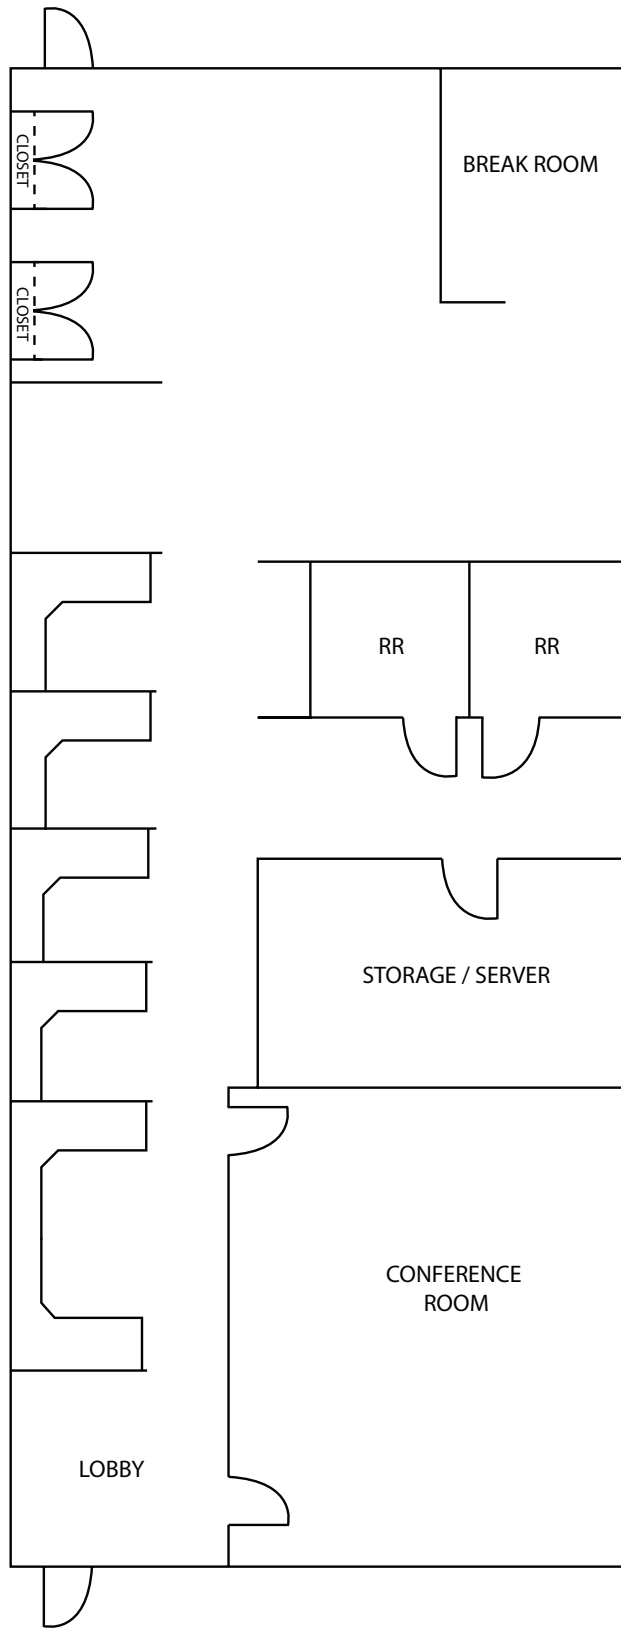 CLOSET
BREAK ROOM
CLOSET
RR
RR
STORAGE / SERVER
CONFERENCE
ROOM
LOBBY